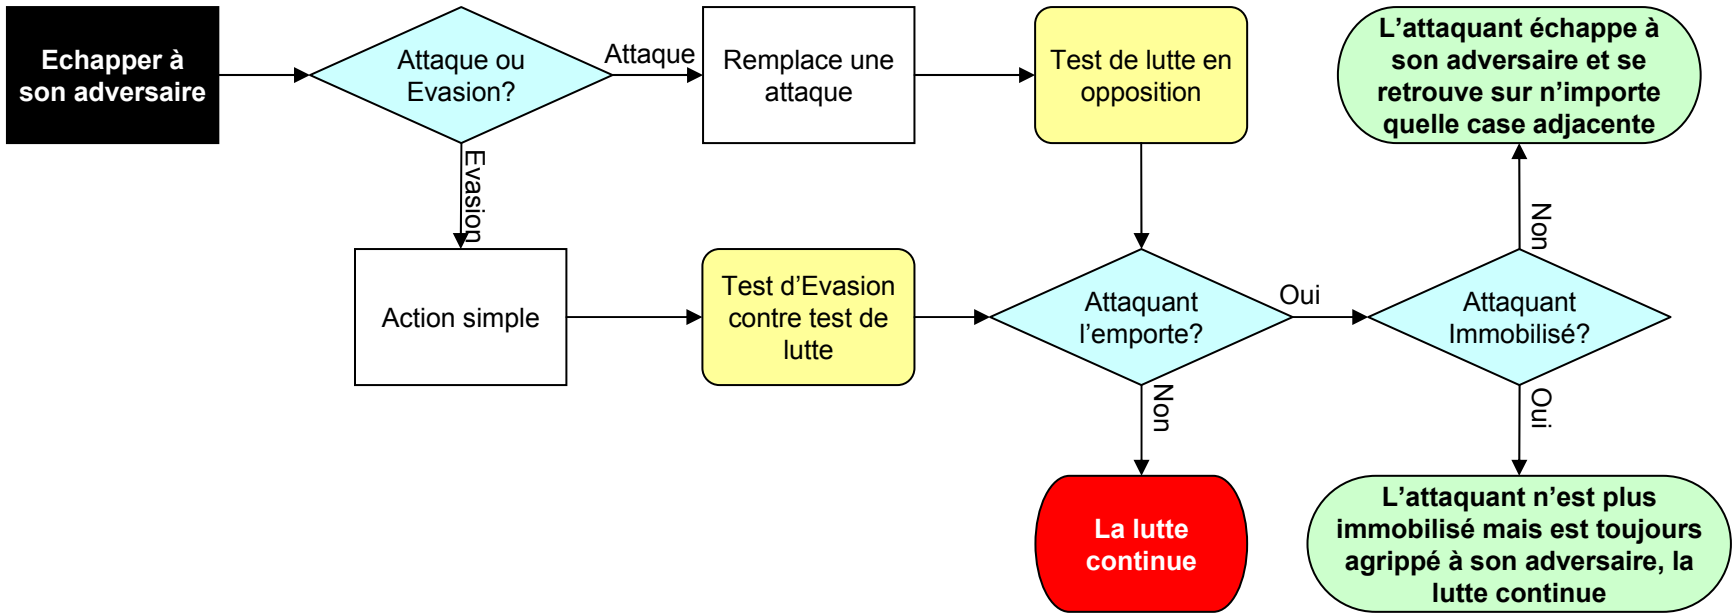 Echapper à
son adversaire
Attaque ou
Evasion?
Attaque
Remplace une
attaque
Test de lutte en
opposition
L’attaquant échappe à
son adversaire et se
retrouve sur n’importe
quelle case adjacente
Evasion
Action simple
Test d’Evasion
contre test de
lutte
Attaquant
l’emporte?
Oui
Attaquant
Immobilisé?
Non
Non
Oui
La lutte
continue
L’attaquant n’est plus
immobilisé mais est toujours
agrippé à son adversaire, la
lutte continue